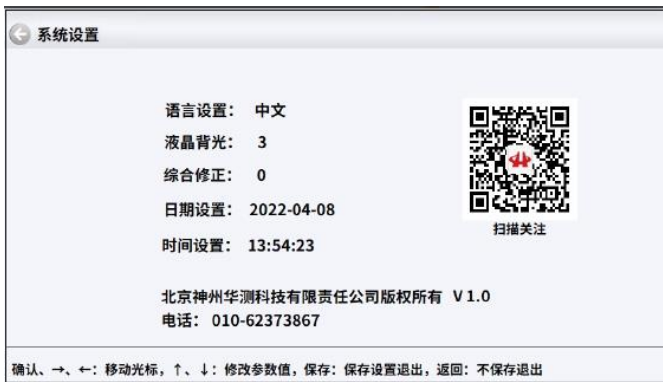 系统设置
语言设置： 中文
液晶背光： 3
综合修正： 0
日期设置： 2022-04-08
时间设置： 13:54:23
扫描关注
北京神州华测科技有限责任公司版权所有 V1.0
电话： 010-62373867
确认、→、←：移动光标，↑、↓：修改参数值，保存：保存设置退出，返回：不保存退出